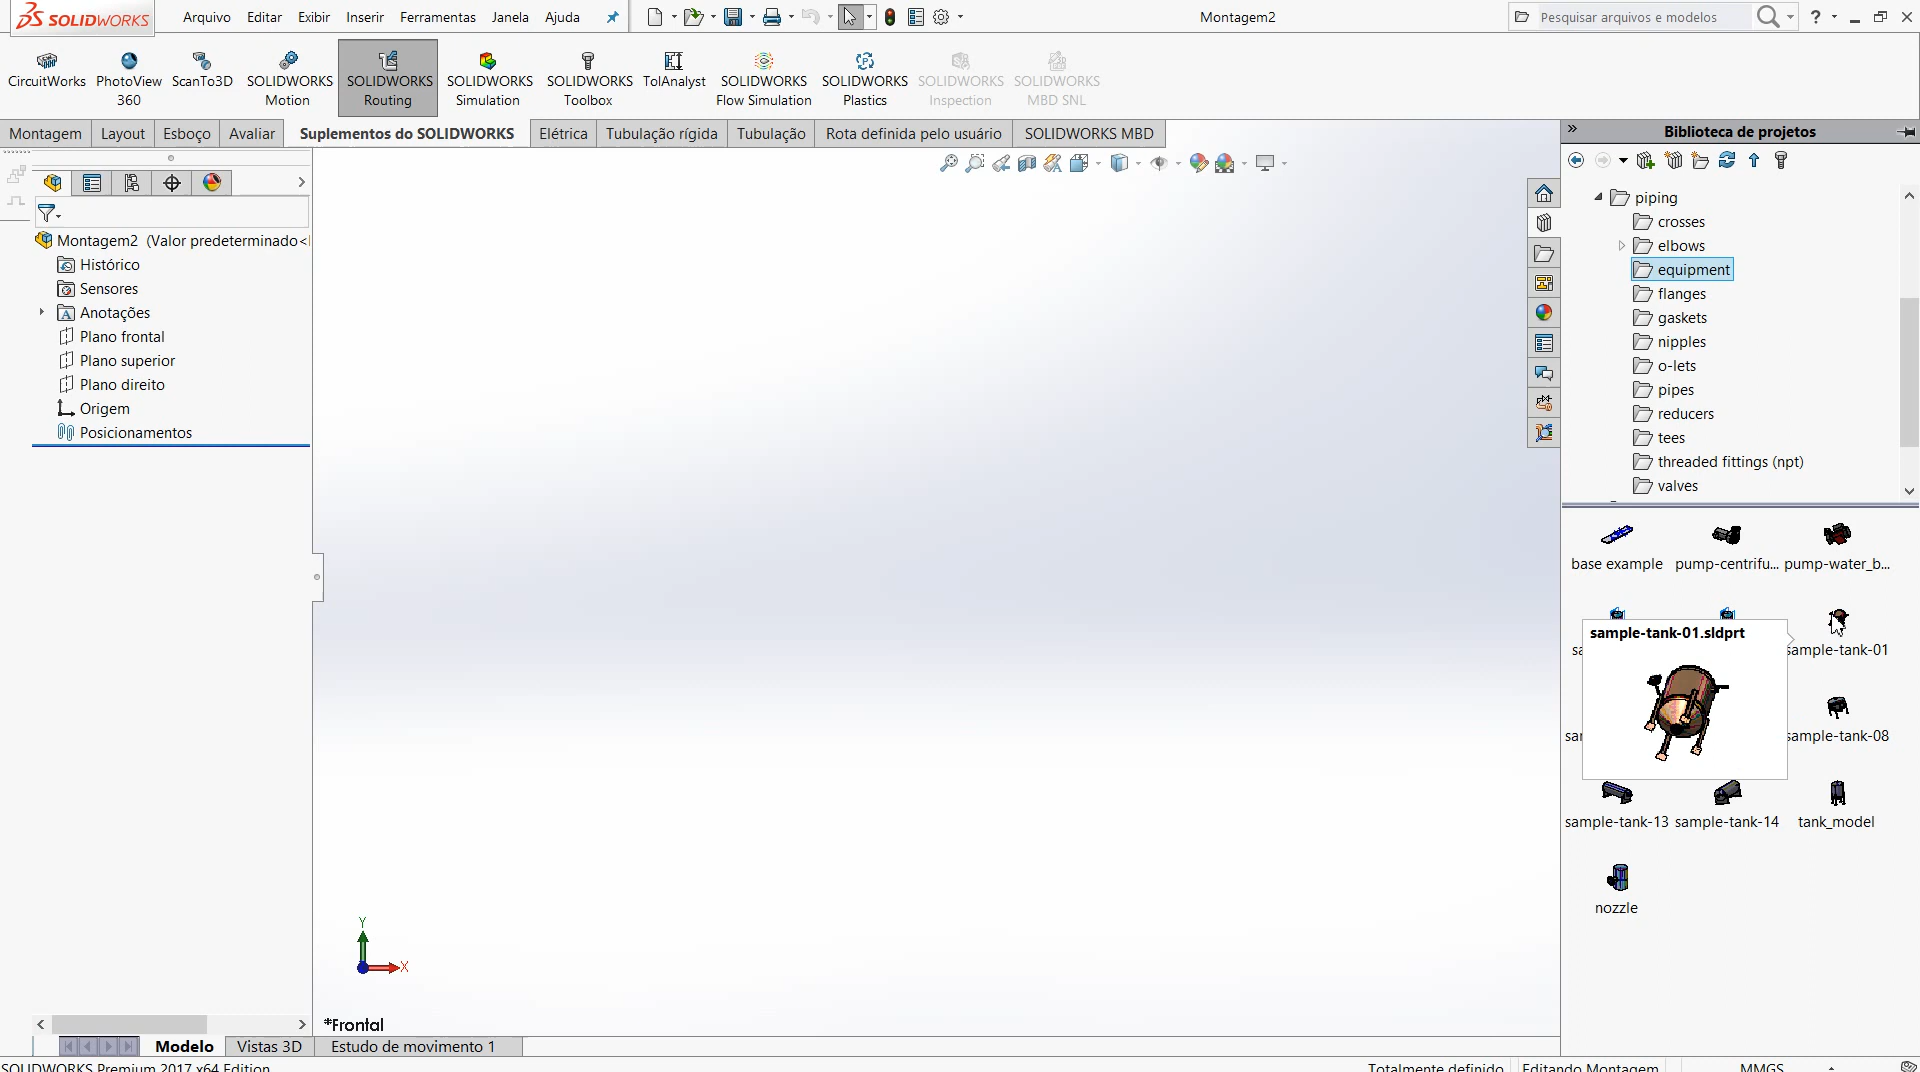 SOLIDWORKS Arquivo Editar Exibir Inserir Ferramentas Janela Ajuda Montagem2 Pesquisar arquivos e modelos ?
CircuitWorks PhotoView 360 ScanTo3D SOLIDWORKS Motion SOLIDWORKS Routing SOLIDWORKS Simulation SOLIDWORKS Toolbox TolAnalyst SOLIDWORKS Flow Simulation SOLIDWORKS Plastics SOLIDWORKS Inspection SOLIDWORKS MBD SNL
Montagem Layout Esboço Avaliar Suplementos do SOLIDWORKS Elétrica Tubulação rígida Tubulação Rota definida pelo usuário SOLIDWORKS MBD
Montagem2 (Valor predeterminado<
Histórico
Sensores
Anotações
Plano frontal
Plano superior
Plano direito
Origem
Posicionamentos
Y
X
*Frontal
Biblioteca de projetos
piping
crosses
elbows
equipment
flanges
gaskets
nipples
o-lets
pipes
reducers
tees
threaded fittings (npt)
valves
base example pump-centrifu... pump-water_b...
sample-tank-01.sldprt
sample-tank-01
sample-tank-08
sample-tank-13 sample-tank-14 tank_model
nozzle
Modelo Vistas 3D Estudo de movimento 1
SOLIDWORKS Premium 2017 x64 Edition Totalmente definido Editando Montagem MMGS